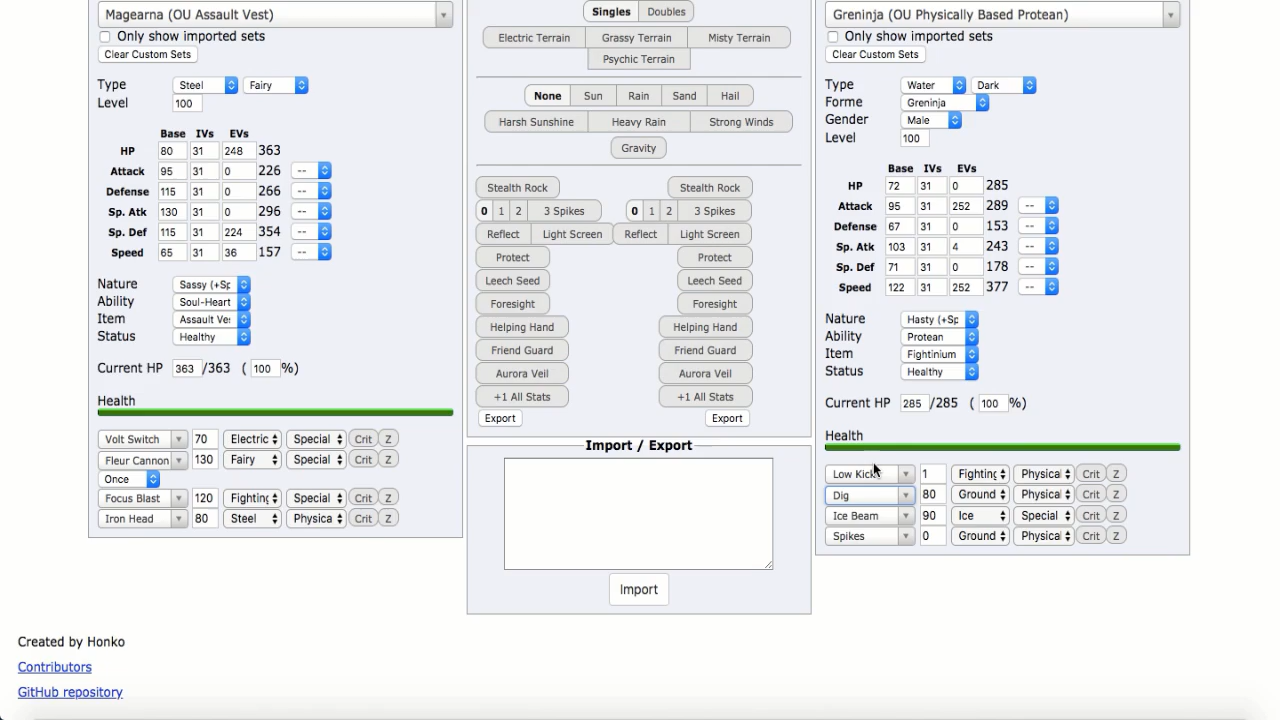 Magearna (OU Assault Vest)
Only show imported sets
Clear Custom Sets
Type Steel Fairy
Level 100
Base IVs EVs
HP 80 31 248 363
Attack 95 31 0 226 --
Defense 115 31 0 266 --
Sp. Atk 130 31 0 296 --
Sp. Def 115 31 224 354 --
Speed 65 31 36 157 --
Nature Sassy (+Sp
Ability Soul-Heart
Item Assault Ves
Status Healthy
Current HP 363 /363 ( 100 %)
Health
Volt Switch 70 Electric Special Crit Z
Fleur Cannon 130 Fairy Special Crit Z
Once
Focus Blast 120 Fighting Special Crit Z
Iron Head 80 Steel Physica Crit Z
Singles Doubles
Electric Terrain Grassy Terrain Misty Terrain
Psychic Terrain
None Sun Rain Sand Hail
Harsh Sunshine Heavy Rain Strong Winds
Gravity
Stealth Rock Stealth Rock
0 1 2 3 Spikes 0 1 2 3 Spikes
Reflect Light Screen Reflect Light Screen
Protect Protect
Leech Seed Leech Seed
Foresight Foresight
Helping Hand Helping Hand
Friend Guard Friend Guard
Aurora Veil Aurora Veil
+1 All Stats +1 All Stats
Export Export
Import / Export
Import
Greninja (OU Physically Based Protean)
Only show imported sets
Clear Custom Sets
Type Water Dark
Forme Greninja
Gender Male
Level 100
Base IVs EVs
HP 72 31 0 285
Attack 95 31 252 289 --
Defense 67 31 0 153 --
Sp. Atk 103 31 4 243 --
Sp. Def 71 31 0 178 --
Speed 122 31 252 377 --
Nature Hasty (+Sp
Ability Protean
Item Fightinium
Status Healthy
Current HP 285 /285 ( 100 %)
Health
Low Kick 1 Fighting Physical Crit Z
Dig 80 Ground Physical Crit Z
Ice Beam 90 Ice Special Crit Z
Spikes 0 Ground Physical Crit Z
Created by Honko
Contributors
GitHub repository